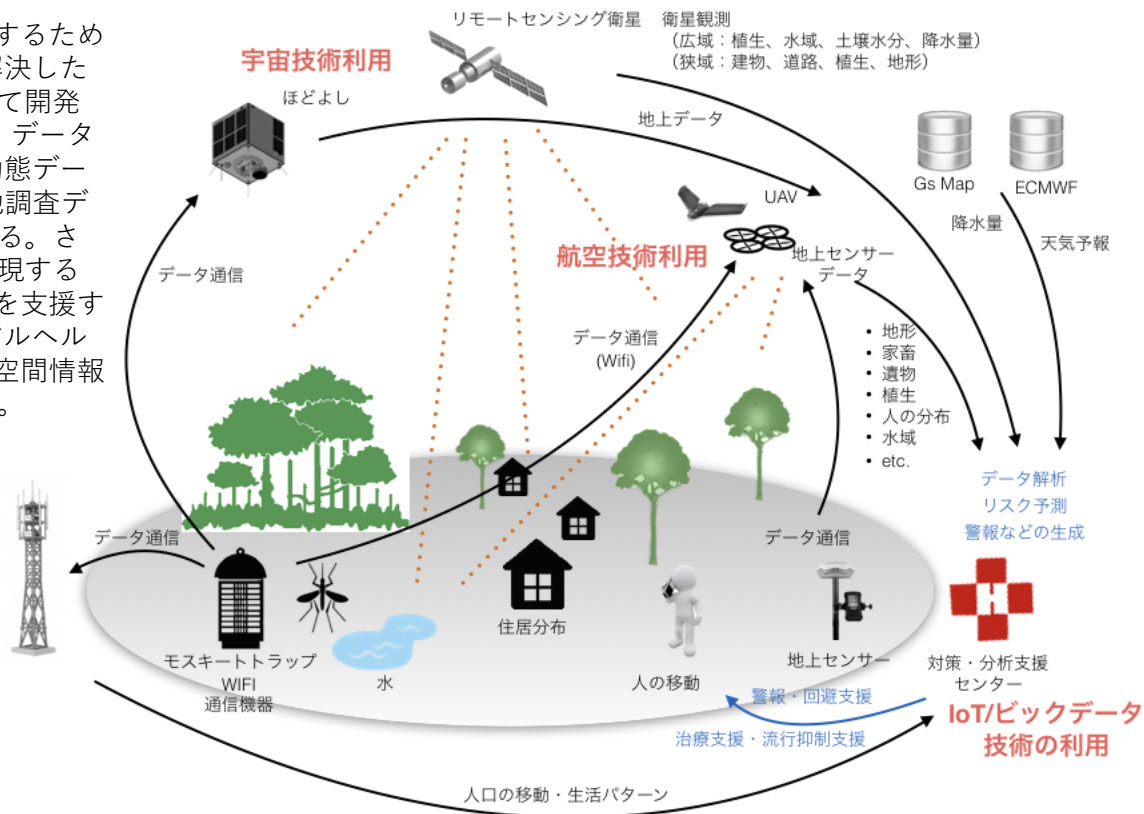 するため
解決した
て開発
データ
動態デー
地調査デ
る。さ
現する
を支援す
ルヘル
空間情報
。
リモートセンシング衛星 衛星観測
（広域：植生、水域、土壌水分、降水量）
（狭域：建物、道路、植生、地形）
宇宙技術利用
ほどよし
地上データ
Gs Map
ECMWF
UAV
降水量
天気予報
航空技術利用
地上センサー
データ
データ通信
データ通信
(Wifi)
• 地形
• 家畜
• 遺物
• 植生
• 人の分布
• 水域
• etc.
データ解析
リスク予測
警報などの生成
データ通信
データ通信
住居分布
モスキートトラップ
WIFI
通信機器
水
人の移動
地上センサー
対策・分析支援
センター
警報・回避支援
IoT/ビックデータ
技術の利用
治療支援・流行抑制支援
人口の移動・生活パターン